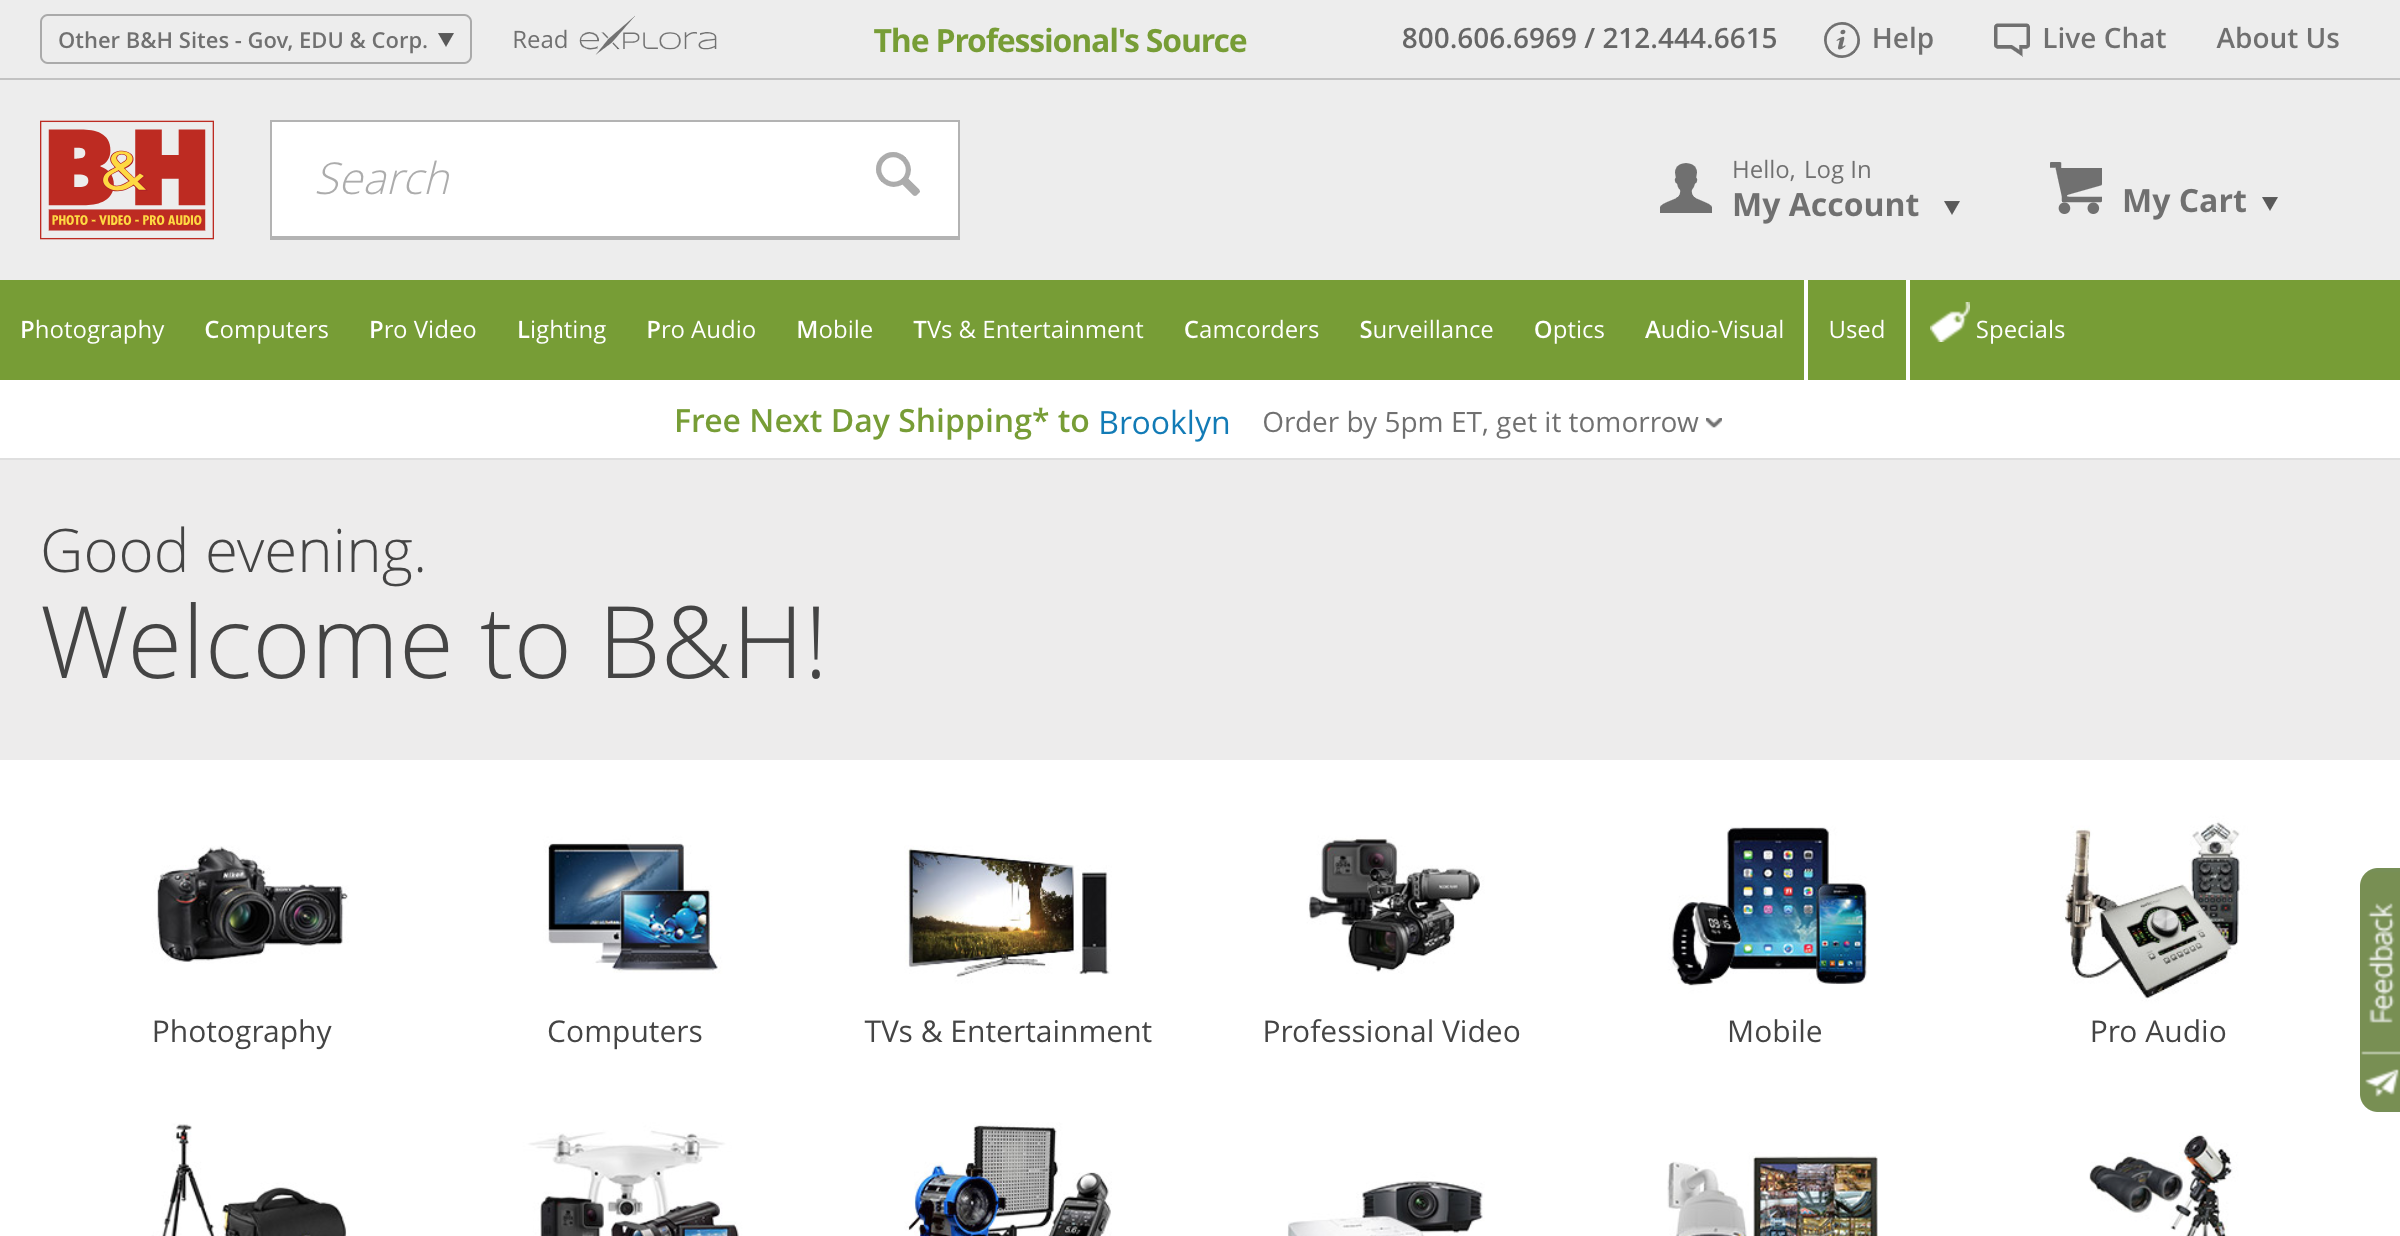 Other B&H Sites - Gov, EDU & Corp. ▼
Read eXPLORA
The Professional's Source
800.606.6969 / 212.444.6615
Help
Live Chat
About Us
B&H
PHOTO - VIDEO - PRO AUDIO
Search
Hello, Log In
My Account ▼
My Cart ▼
Photography
Computers
Pro Video
Lighting
Pro Audio
Mobile
TVs & Entertainment
Camcorders
Surveillance
Optics
Audio-Visual
Used
Specials
Free Next Day Shipping* to Brooklyn Order by 5pm ET, get it tomorrow
Good evening.
Welcome to B&H!
Nikon
Photography
Computers
TVs & Entertainment
Professional Video
Mobile
Pro Audio
Feedback